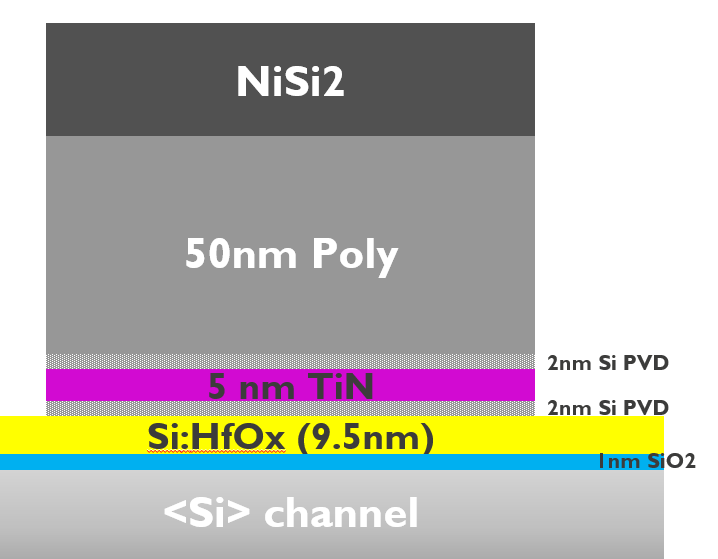 NiSi2
50nm Poly
2nm Si PVD
5 nm TiN
2nm Si PVD
Si:HfOx (9.5nm)
1nm SiO2
<Si> channel